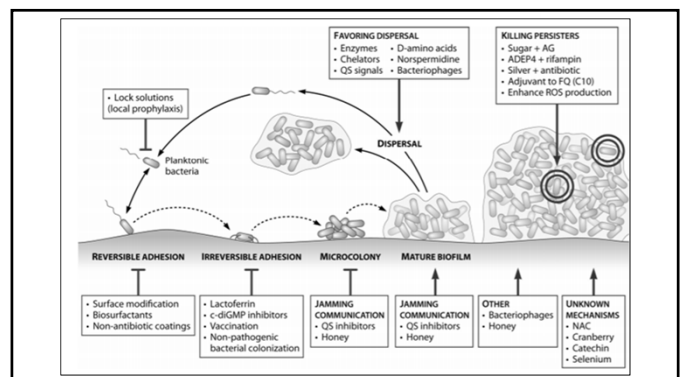 FAVORING DISPERSAL
• Enzymes • D-amino acids
• Chelators • Norspermidine
• QS signals • Bacteriophages
KILLING PERSISTERS
• Sugar + AG
• ADEP4 + rifampin
• Silver + antibiotic
• Adjuvant to FQ (C10)
• Enhance ROS production
• Lock solutions
(local prophylaxis)
DISPERSAL
Planktonic
bacteria
REVERSIBLE ADHESION IRREVERSIBLE ADHESION MICROCOLONY MATURE BIOFILM
• Surface modification
• Biosurfactants
• Non-antibiotic coatings
• Lactoferrin
• c-diGMP inhibitors
• Vaccination
• Non-pathogenic
bacterial colonization
JAMMING
COMMUNICATION
• QS inhibitors
• Honey
JAMMING
COMMUNICATION
• QS inhibitors
• Honey
OTHER
• Bacteriophages
• Honey
UNKNOWN
MECHANISMS
• NAC
• Cranberry
• Catechin
• Selenium